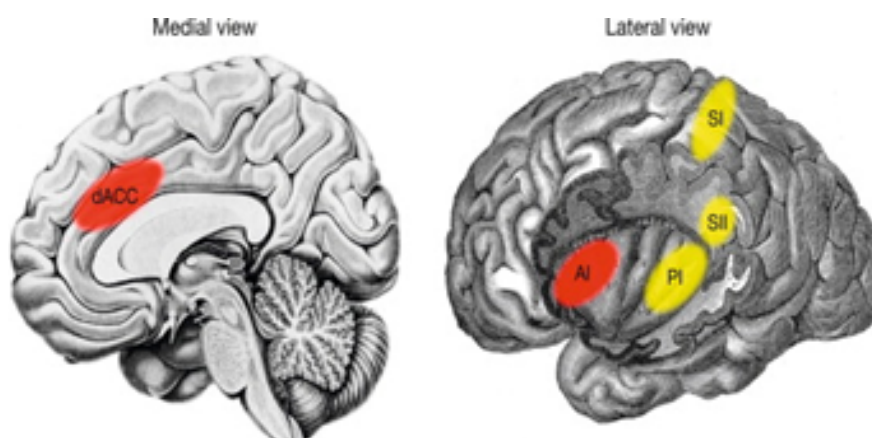 Medial view
Lateral view
dACC
SI
SII
AI
PI